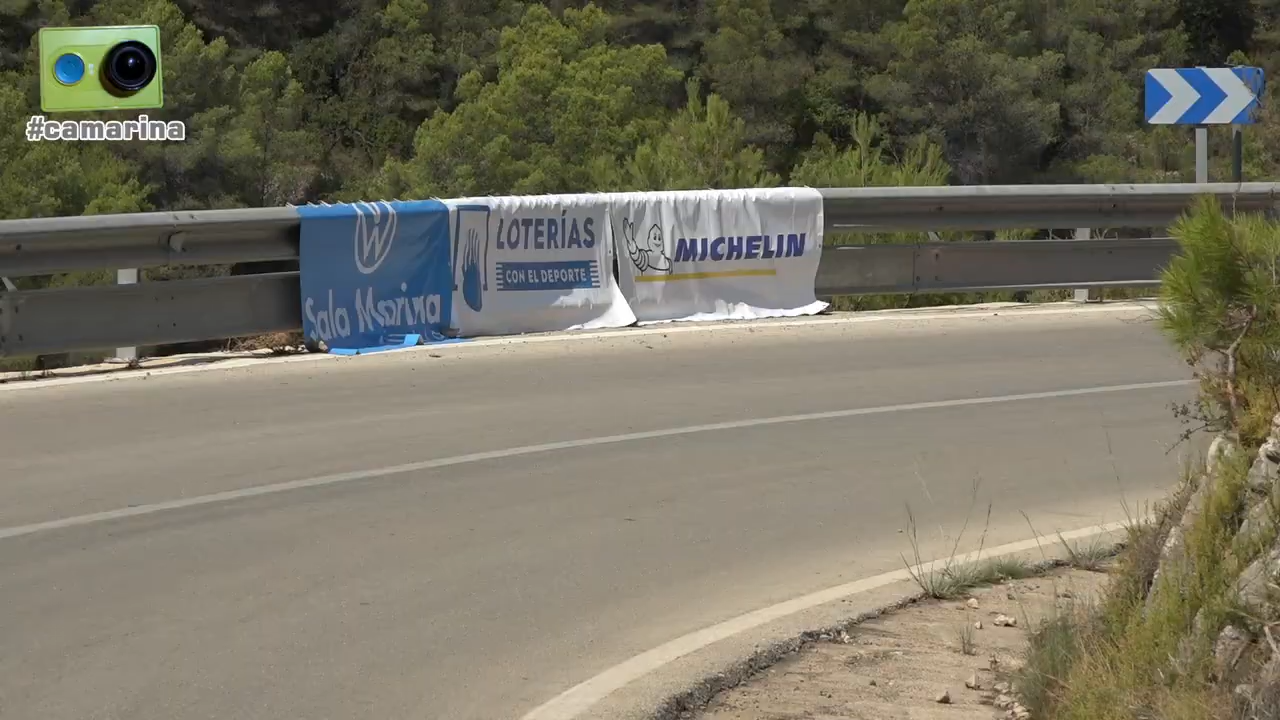 #camarina
Sala Marina
LOTERÍAS
CON EL DEPORTE
MICHELIN